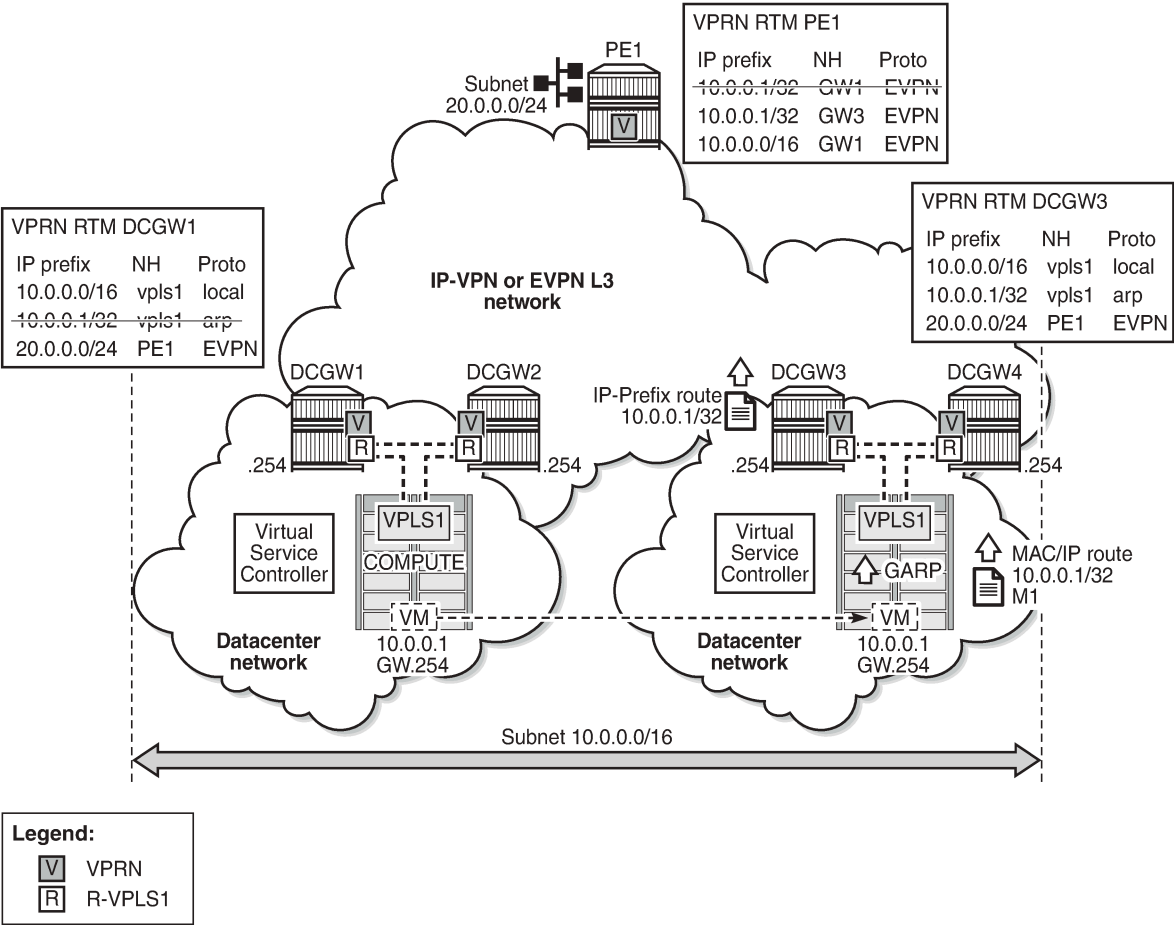 VPRN RTM PE1
IP prefix NH Proto
10.0.0.1/32 GW1 EVPN
10.0.0.1/32 GW3 EVPN
10.0.0.0/16 GW1 EVPN
PE1
Subnet
20.0.0.0/24
V
VPRN RTM DCGW1
IP prefix NH Proto
10.0.0.0/16 vpls1 local
10.0.0.1/32 vpls1 arp
20.0.0.0/24 PE1 EVPN
VPRN RTM DCGW3
IP prefix NH Proto
10.0.0.0/16 vpls1 local
10.0.0.1/32 vpls1 arp
20.0.0.0/24 PE1 EVPN
IP-VPN or EVPN L3
network
DCGW1
DCGW2
V
V
R
R
.254
.254
IP-Prefix route
10.0.0.1/32
DCGW3
DCGW4
V
V
R
R
.254
.254
Virtual
Service
Controller
VPLS1
COMPUTE
VM
10.0.0.1
GW.254
Datacenter
network
Virtual
Service
Controller
VPLS1
GARP
VM
10.0.0.1
GW.254
Datacenter
network
MAC/IP route
10.0.0.1/32
M1
Subnet 10.0.0.0/16
Legend:
V VPRN
R R-VPLS1